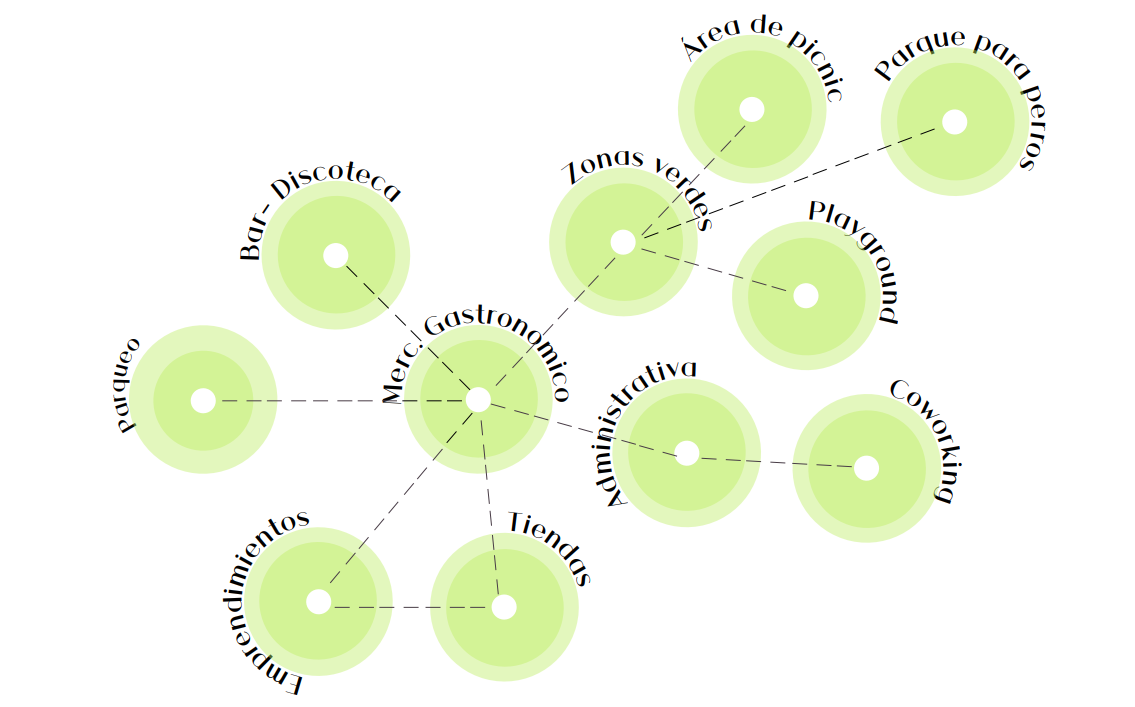 Área de picnic
Parque para perros
Zonas verdes
Bar- Discoteca
Playground
Merc. Gastronomico
Parqueo
Administrativa
Coworking
Emprendimientos
Tiendas